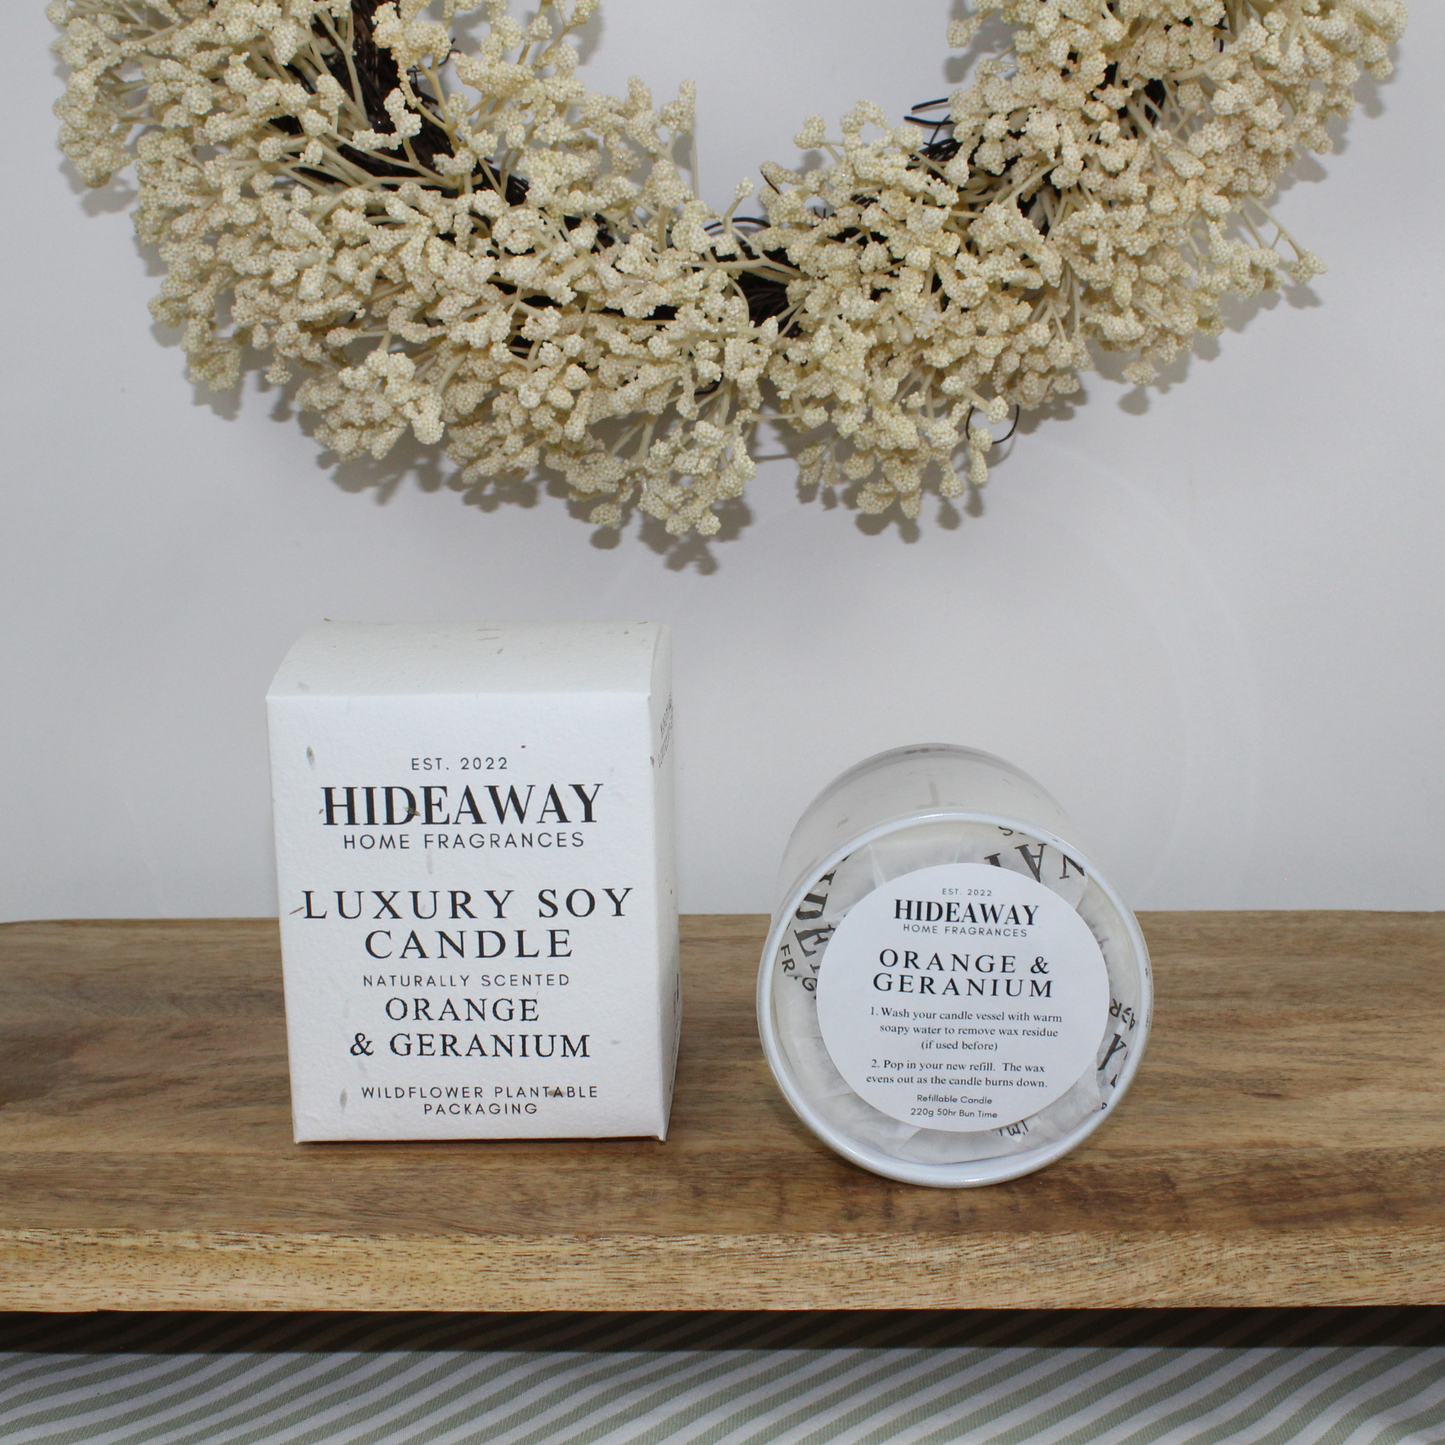 EST. 2022
HIDEAWAY
HOME FRAGRANCES
LUXURY SOY
CANDLE
NATURALLY SCENTED
ORANGE
& GERANIUM
WILDFLOWER PLANTABLE
PACKAGING
EST. 2022
HIDEAWAY
HOME FRAGRANCES
ORANGE &
GERANIUM
1. Wash your candle vessel with warm
soapy water to remove wax residue
(if used before)
2. Pop in your new refill. The wax
evens out as the candle burns down.
Refillable Candle
220g 50hr Bun Time